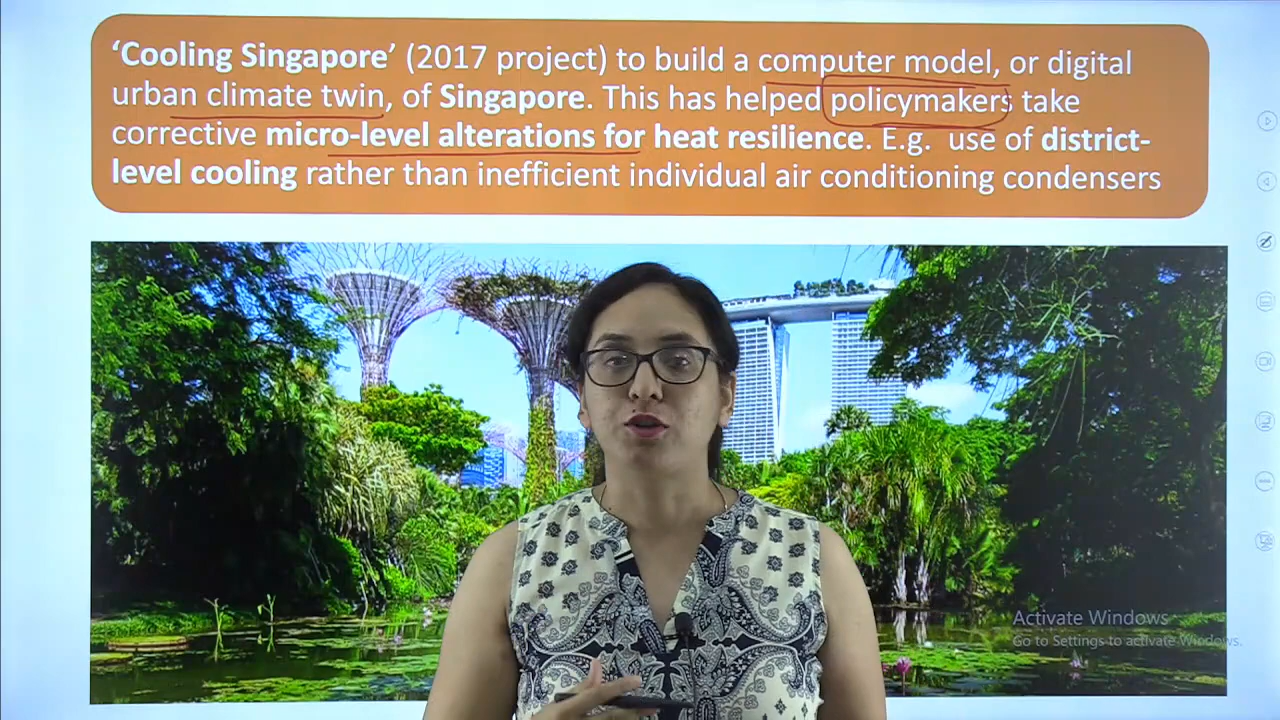 ‘Cooling Singapore’ (2017 project) to build a computer model, or digital
urban climate twin, of Singapore. This has helped policymakers take
corrective micro-level alterations for heat resilience. E.g. use of district-
level cooling rather than inefficient individual air conditioning condensers
Activate Windows
Go to Settings to activate Windows.